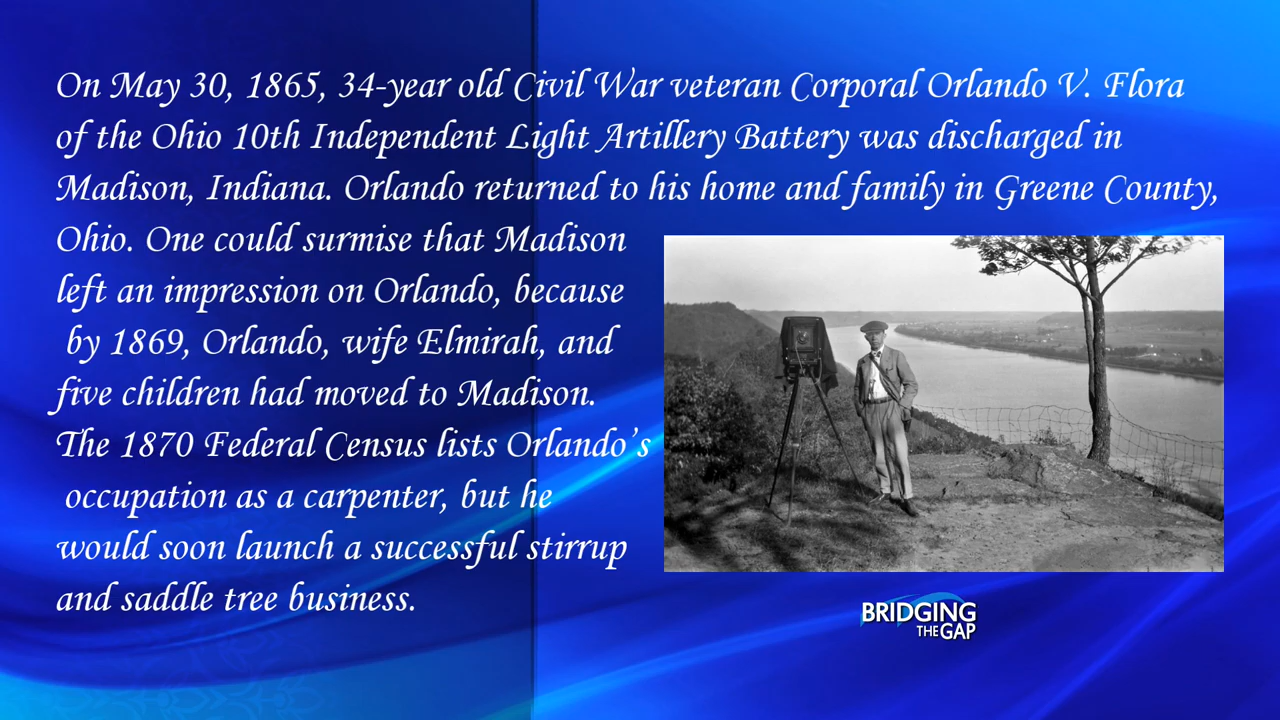 On May 30, 1865, 34-year old Civil War veteran Corporal Orlando V. Flora
of the Ohio 10th Independent Light Artillery Battery was discharged in
Madison, Indiana. Orlando returned to his home and family in Greene County,
Ohio. One could surmise that Madison
left an impression on Orlando, because
by 1869, Orlando, wife Elmirah, and
five children had moved to Madison.
The 1870 Federal Census lists Orlando's
occupation as a carpenter, but he
would soon launch a successful stirrup
and saddle tree business.
BRIDGING
THE GAP